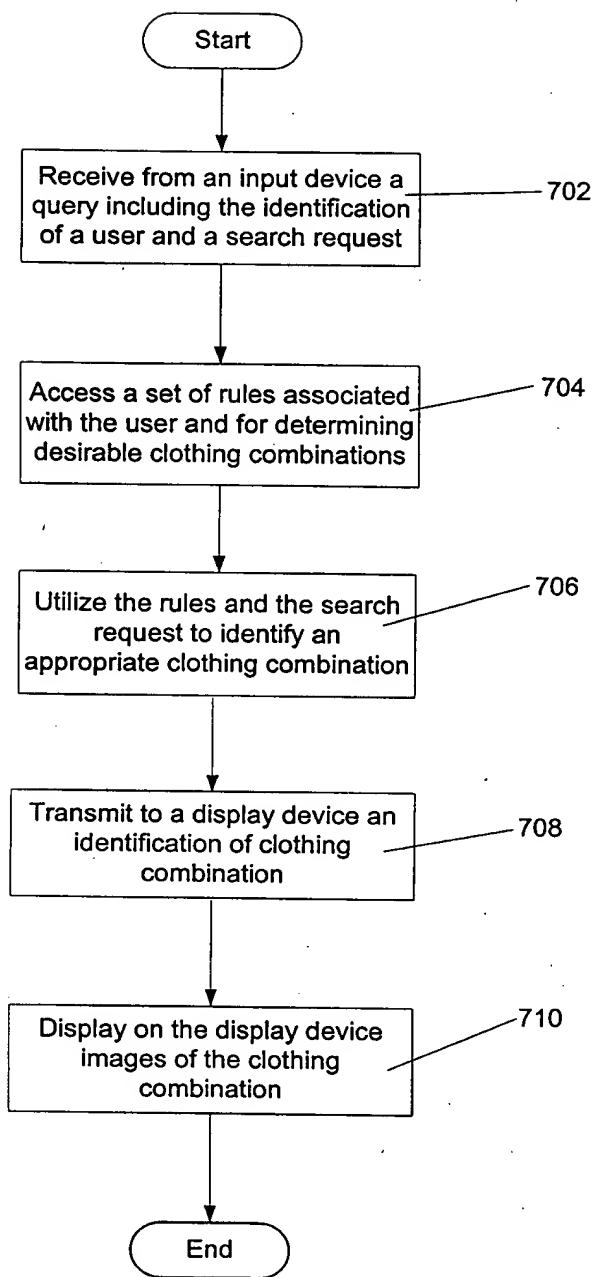 Start
Receive from an input device a
query including the identification
of a user and a search request
702
Access a set of rules associated
with the user and for determining
desirable clothing combinations
704
Utilize the rules and the search
request to identify an
appropriate clothing combination
706
Transmit to a display device an
identification of clothing
combination
708
Display on the display device
images of the clothing
combination
710
End